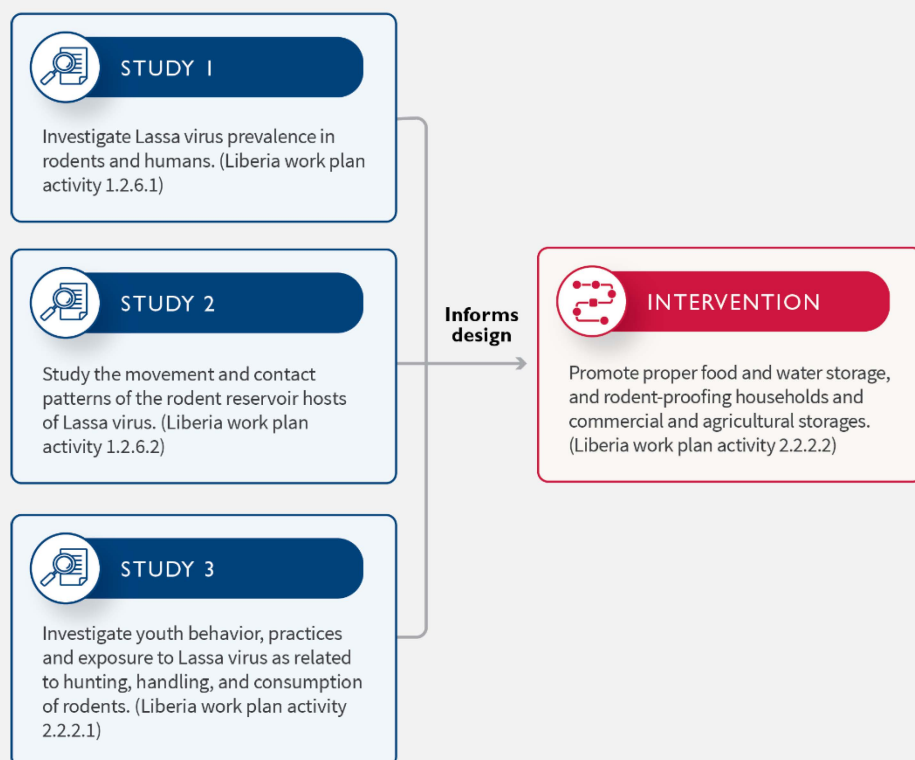 STUDY 1
Investigate Lassa virus prevalence in
rodents and humans. (Liberia work plan
activity 1.2.6.1)
STUDY 2
Study the movement and contact
patterns of the rodent reservoir hosts
of Lassa virus. (Liberia work plan
activity 1.2.6.2)
STUDY 3
Investigate youth behavior, practices
and exposure to Lassa virus as related
to hunting, handling, and consumption
of rodents. (Liberia work plan activity
2.2.2.1)
Informs
design
INTERVENTION
Promote proper food and water storage,
and rodent-proofing households and
commercial and agricultural storages.
(Liberia work plan activity 2.2.2.2)